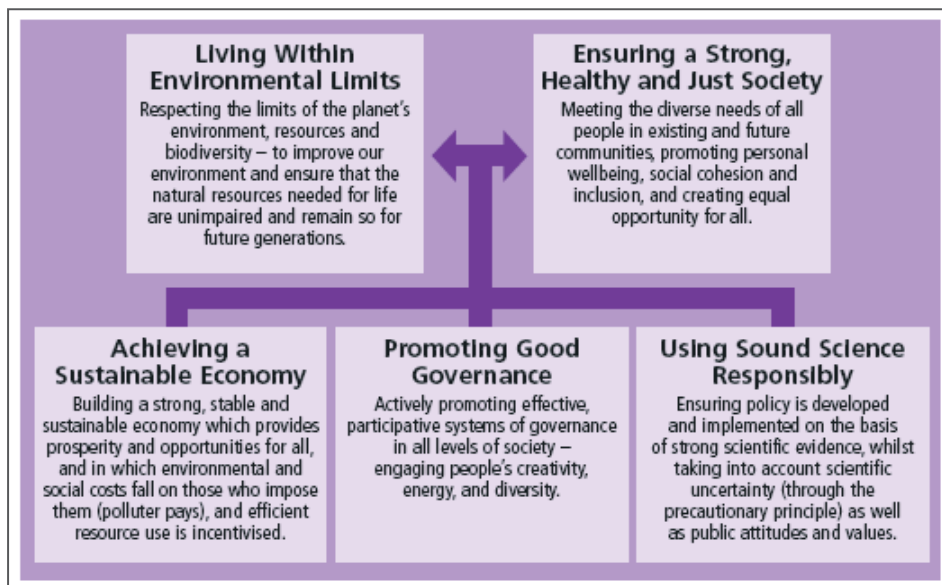 Living Within
Environmental Limits
Respecting the limits of the planet's
environment, resources and
biodiversity – to improve our
environment and ensure that the
natural resources needed for life
are unimpaired and remain so for
future generations.
Ensuring a Strong,
Healthy and Just Society
Meeting the diverse needs of all
people in existing and future
communities, promoting personal
wellbeing, social cohesion and
inclusion, and creating equal
opportunity for all.
Achieving a
Sustainable Economy
Building a strong, stable and
sustainable economy which provides
prosperity and opportunities for all,
and in which environmental and
social costs fall on those who impose
them (polluter pays), and efficient
resource use is incentivised.
Promoting Good
Governance
Actively promoting effective,
participative systems of governance
in all levels of society –
engaging people's creativity,
energy, and diversity.
Using Sound Science
Responsibly
Ensuring policy is developed
and implemented on the basis
of strong scientific evidence, whilst
taking into account scientific
uncertainty (through the
precautionary principle) as well
as public attitudes and values.